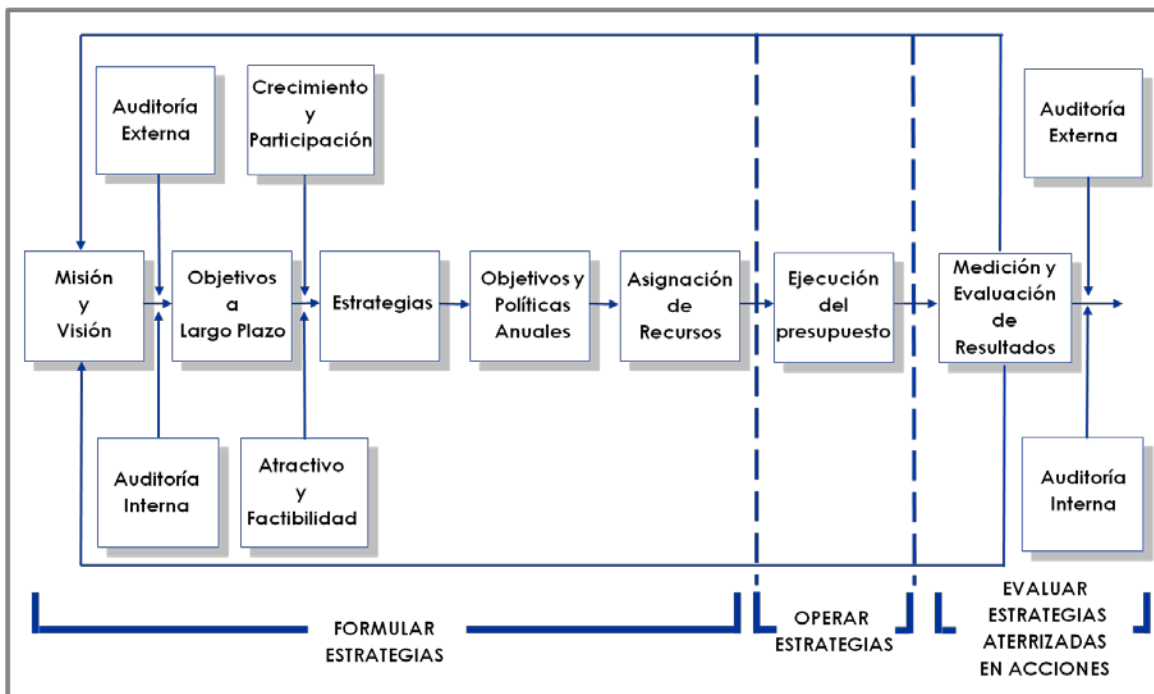 Auditoría
Externa
Crecimiento
y
Participación
Auditoría
Externa
Misión
y
Visión
Objetivos
a
Largo Plazo
Estrategias
Objetivos y
Políticas
Anuales
Asignación
de
Recursos
Ejecución
del
presupuesto
Medición y
Evaluación
de
Resultados
Auditoría
Interna
Atractivo
y
Factibilidad
Auditoría
Interna
FORMULAR
ESTRATEGIAS
OPERAR
ESTRATEGIAS
EVALUAR
ESTRATEGIAS
ATERRIZADAS
EN ACCIONES